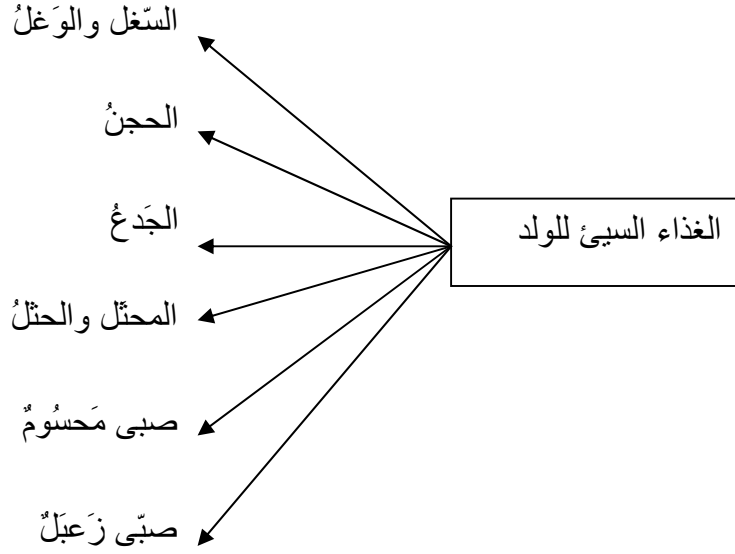 السّغل والوَغلُ
الحجنُ
الجَدعُ
الغذاء السيئ للولد
المحثّل والحثلُ
صبى مَحسُومٌ
صبّى زَعبَلٌ